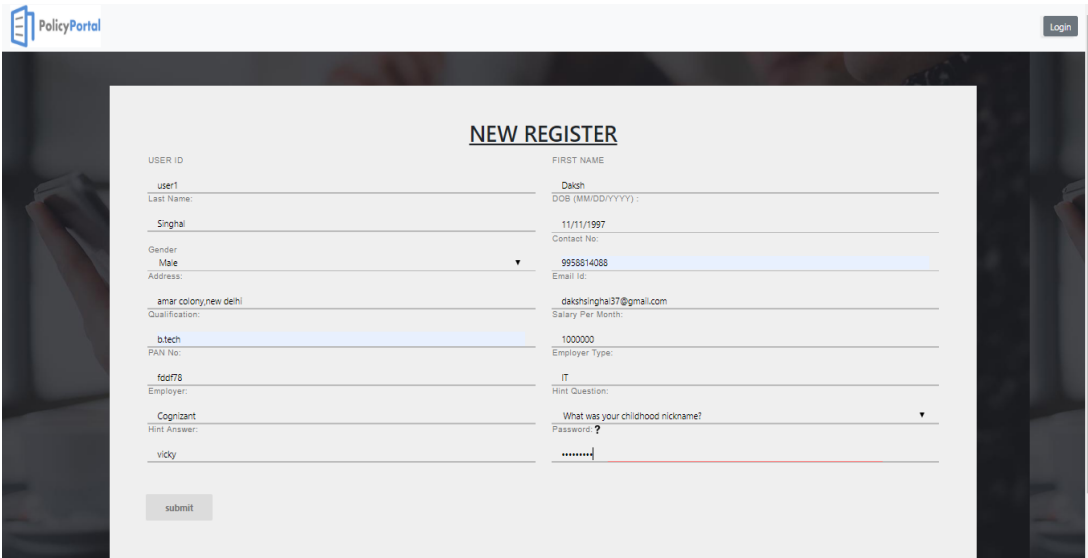 PolicyPortal
Login
NEW REGISTER
USER ID
FIRST NAME
user1
Daksh
Last Name:
DOB (MM/DD/YYYY) :
Singhal
11/11/1997
Contact No:
Gender
Male
9958814088
Address:
Email Id:
amar colony,new delhi
dakshsinghal37@gmail.com
Qualification:
Salary Per Month:
b.tech
1000000
PAN No:
Employer Type:
fddf78
IT
Employer:
Hint Question:
Cognizant
What was your childhood nickname?
Hint Answer:
Password: ?
vicky
•••••••••
submit